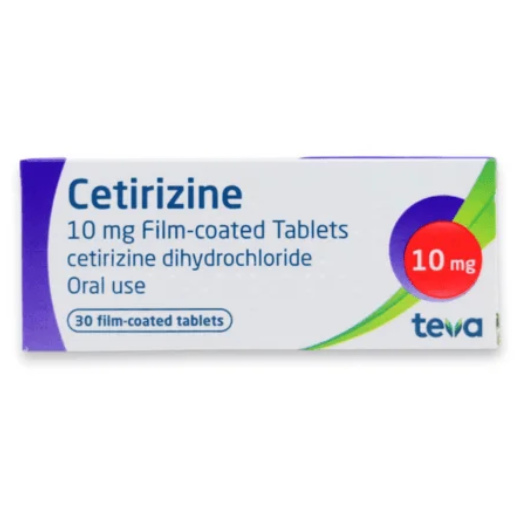 Cetirizine
10 mg Film-coated Tablets
cetirizine dihydrochloride
Oral use
30 film-coated tablets
10 mg
teva